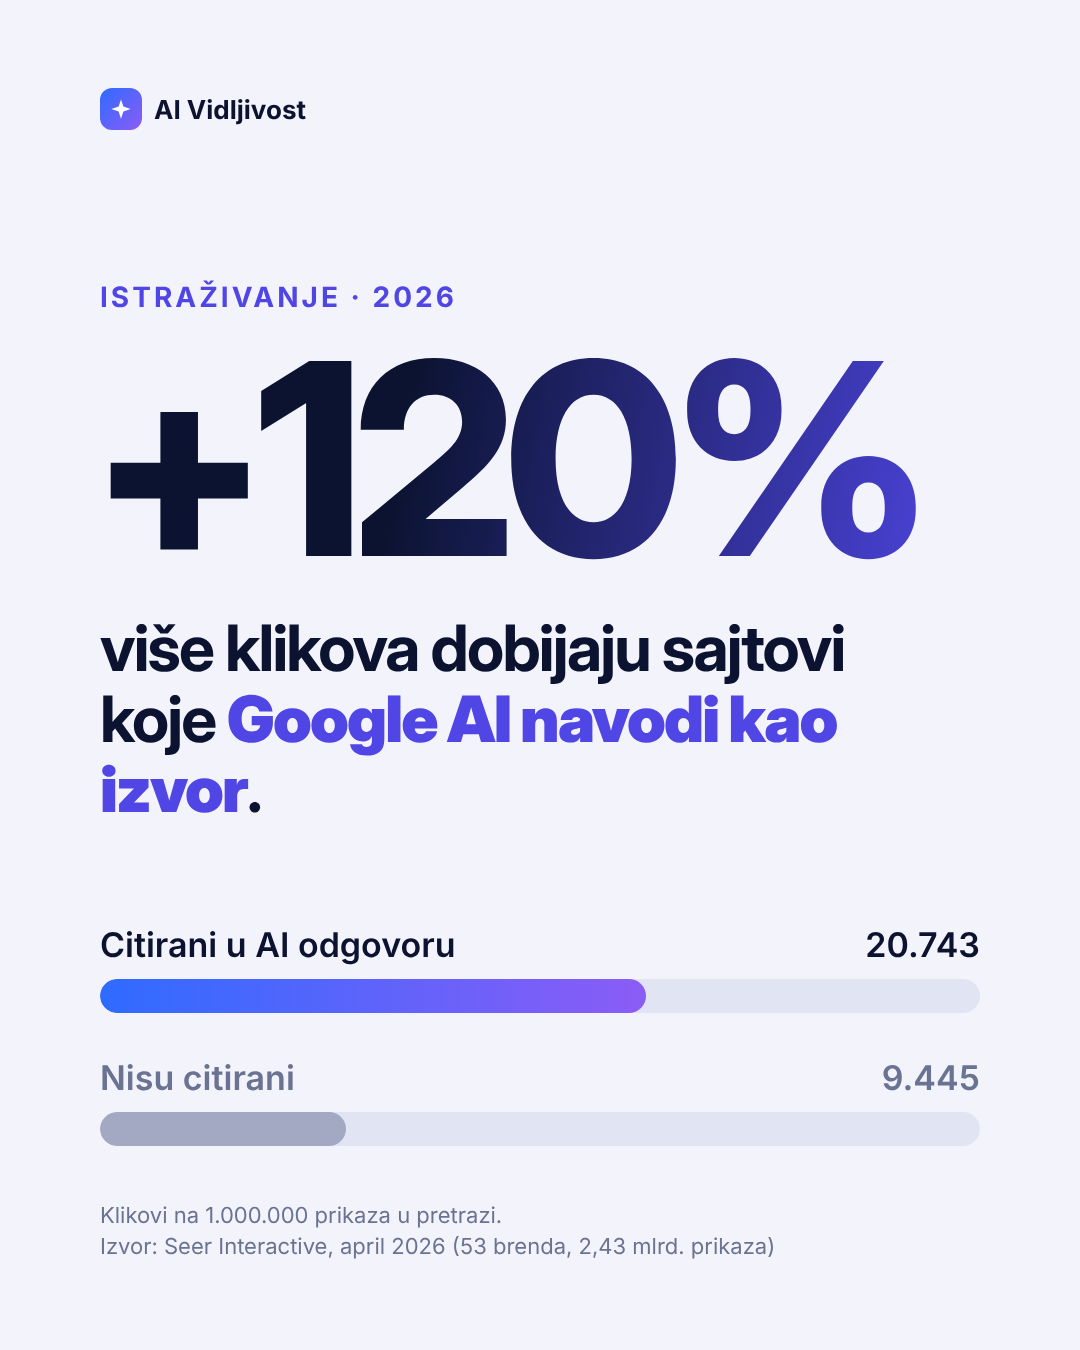 AI Vidljivost
ISTRAŽIVANJE · 2026
+120%
više klikova dobijaju sajtovi
koje Google AI navodi kao
izvor.
Citirani u AI odgovoru 20.743
Nisu citirani 9.445
Klikovi na 1.000.000 prikaza u pretrazi.
Izvor: Seer Interactive, april 2026 (53 brenda, 2,43 mlrd. prikaza)